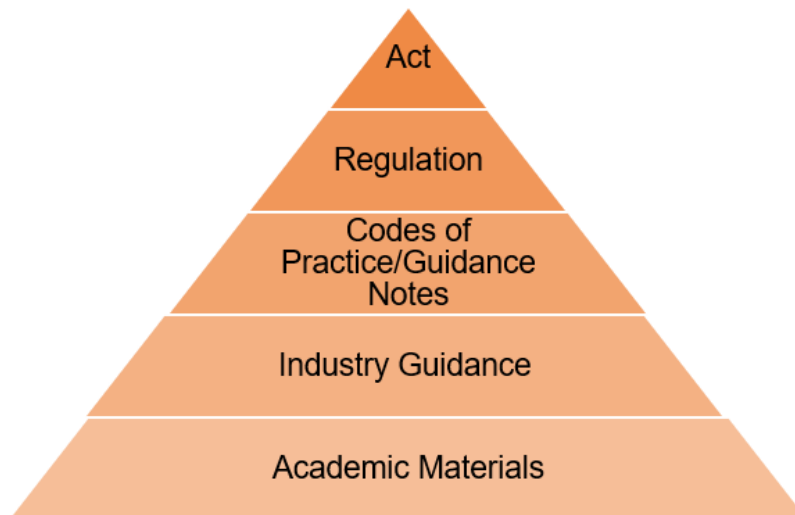 Act
Regulation
Codes of
Practice/Guidance
Notes
Industry Guidance
Academic Materials